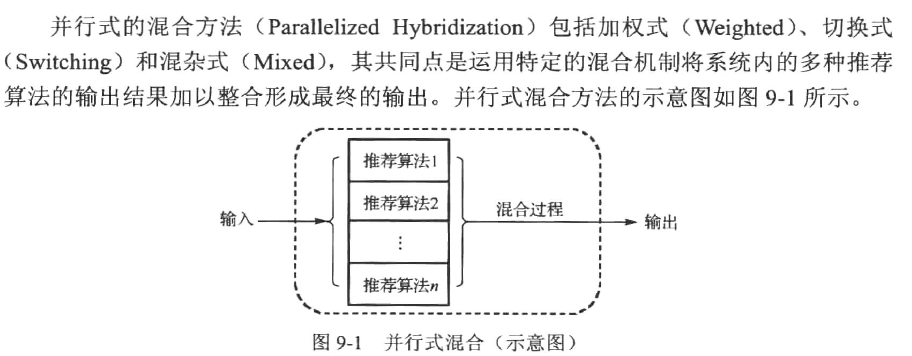 并行式的混合方法（Parallelized Hybridization）包括加权式（Weighted）、切换式
（Switching）和混杂式（Mixed），其共同点是运用特定的混合机制将系统内的多种推荐
算法的输出结果加以整合形成最终的输出。并行式混合方法的示意图如图 9-1 所示。
推荐算法1
推荐算法2
输入
混合过程
输出
⋮
推荐算法n
图 9-1 并行式混合（示意图）